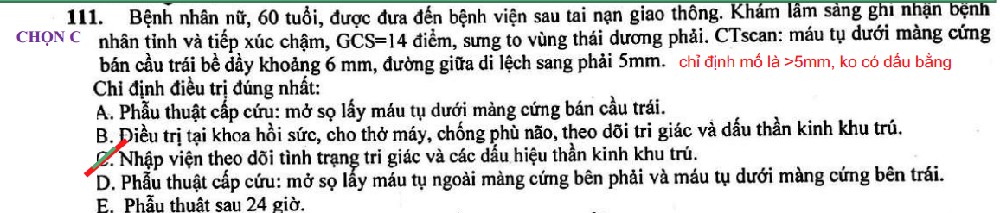 111. Bệnh nhân nữ, 60 tuổi, được đưa đến bệnh viện sau tai nạn giao thông. Khám lâm sàng ghi nhận bệnh
CHỌN C nhân tỉnh và tiếp xúc chậm, GCS=14 điểm, sưng to vùng thái dương phải. CTscan: máu tụ dưới màng cứng
bán cầu trái bề dầy khoảng 6 mm, đường giữa di lệch sang phải 5mm. chỉ định mổ là >5mm, ko có dấu bằng
Chỉ định điều trị đúng nhất:
A. Phẫu thuật cấp cứu: mở sọ lấy máu tụ dưới màng cứng bán cầu trái.
B. Điều trị tại khoa hồi sức, cho thở máy, chống phù não, theo dõi tri giác và dấu thần kinh khu trú.
C. Nhập viện theo dõi tình trạng tri giác và các dấu hiệu thần kinh khu trú.
D. Phẫu thuật cấp cứu: mở sọ lấy máu tụ ngoài màng cứng bên phải và máu tụ dưới màng cứng bên trái.
E. Phẫu thuật sau 24 giờ.